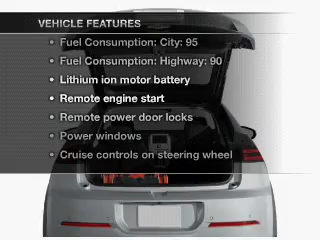 VEHICLE FEATURES
• Fuel Consumption: City: 95
• Fuel Consumption: Highway: 90
• Lithium ion motor battery
• Remote engine start
• Remote power door locks
• Power windows
• Cruise controls on steering wheel